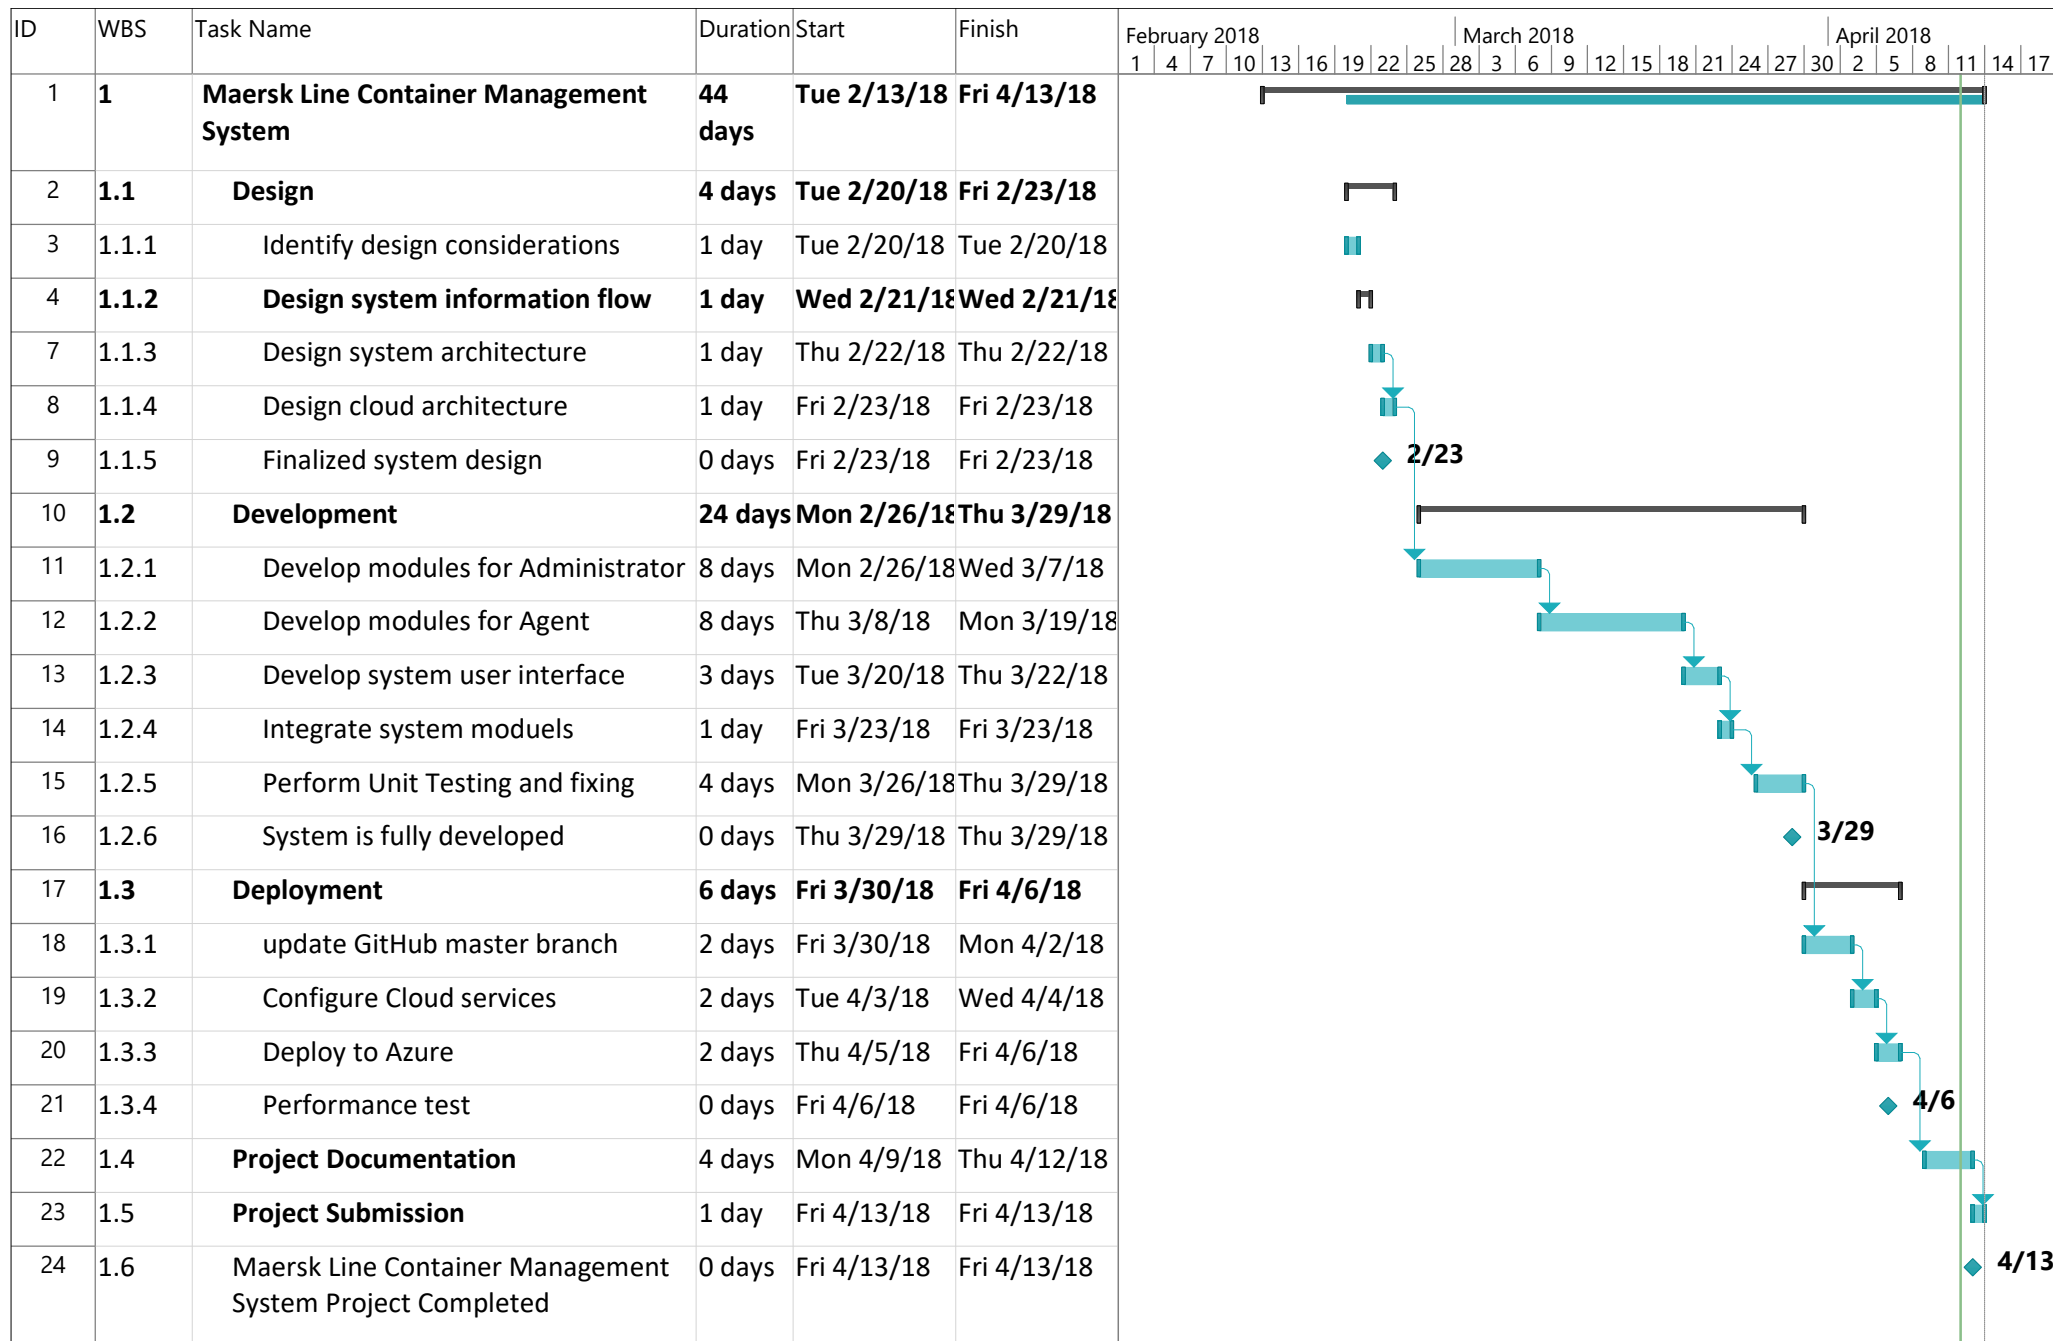 ID WBS Task Name Duration Start Finish February 2018 March 2018 April 2018
1 4 7 10 13 16 19 22 25 28 3 6 9 12 15 18 21 24 27 30 2 5 8 11 14 17
1 1 Maersk Line Container Management 44 Tue 2/13/18 Fri 4/13/18
System days
2 1.1 Design 4 days Tue 2/20/18 Fri 2/23/18
3 1.1.1 Identify design considerations 1 day Tue 2/20/18 Tue 2/20/18
4 1.1.2 Design system information flow 1 day Wed 2/21/18 Wed 2/21/18
7 1.1.3 Design system architecture 1 day Thu 2/22/18 Thu 2/22/18
8 1.1.4 Design cloud architecture 1 day Fri 2/23/18 Fri 2/23/18
9 1.1.5 Finalized system design 0 days Fri 2/23/18 Fri 2/23/18 2/23
10 1.2 Development 24 days Mon 2/26/18 Thu 3/29/18
11 1.2.1 Develop modules for Administrator 8 days Mon 2/26/18 Wed 3/7/18
12 1.2.2 Develop modules for Agent 8 days Thu 3/8/18 Mon 3/19/18
13 1.2.3 Develop system user interface 3 days Tue 3/20/18 Thu 3/22/18
14 1.2.4 Integrate system moduels 1 day Fri 3/23/18 Fri 3/23/18
15 1.2.5 Perform Unit Testing and fixing 4 days Mon 3/26/18 Thu 3/29/18
16 1.2.6 System is fully developed 0 days Thu 3/29/18 Thu 3/29/18 3/29
17 1.3 Deployment 6 days Fri 3/30/18 Fri 4/6/18
18 1.3.1 update GitHub master branch 2 days Fri 3/30/18 Mon 4/2/18
19 1.3.2 Configure Cloud services 2 days Tue 4/3/18 Wed 4/4/18
20 1.3.3 Deploy to Azure 2 days Thu 4/5/18 Fri 4/6/18
21 1.3.4 Performance test 0 days Fri 4/6/18 Fri 4/6/18 4/6
22 1.4 Project Documentation 4 days Mon 4/9/18 Thu 4/12/18
23 1.5 Project Submission 1 day Fri 4/13/18 Fri 4/13/18
24 1.6 Maersk Line Container Management 0 days Fri 4/13/18 Fri 4/13/18 4/13
System Project Completed